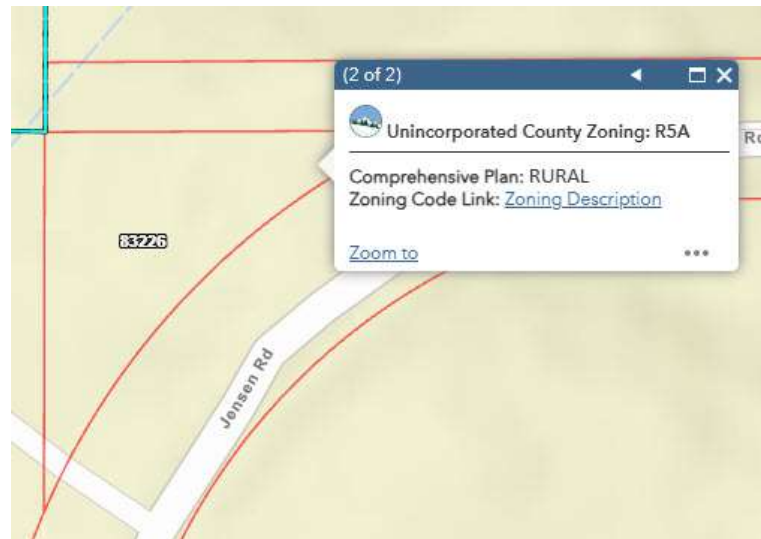 (2 of 2)
Unincorporated County Zoning: R5A
Comprehensive Plan: RURAL
Zoning Code Link: Zoning Description
Zoom to
83226
Jensen Rd